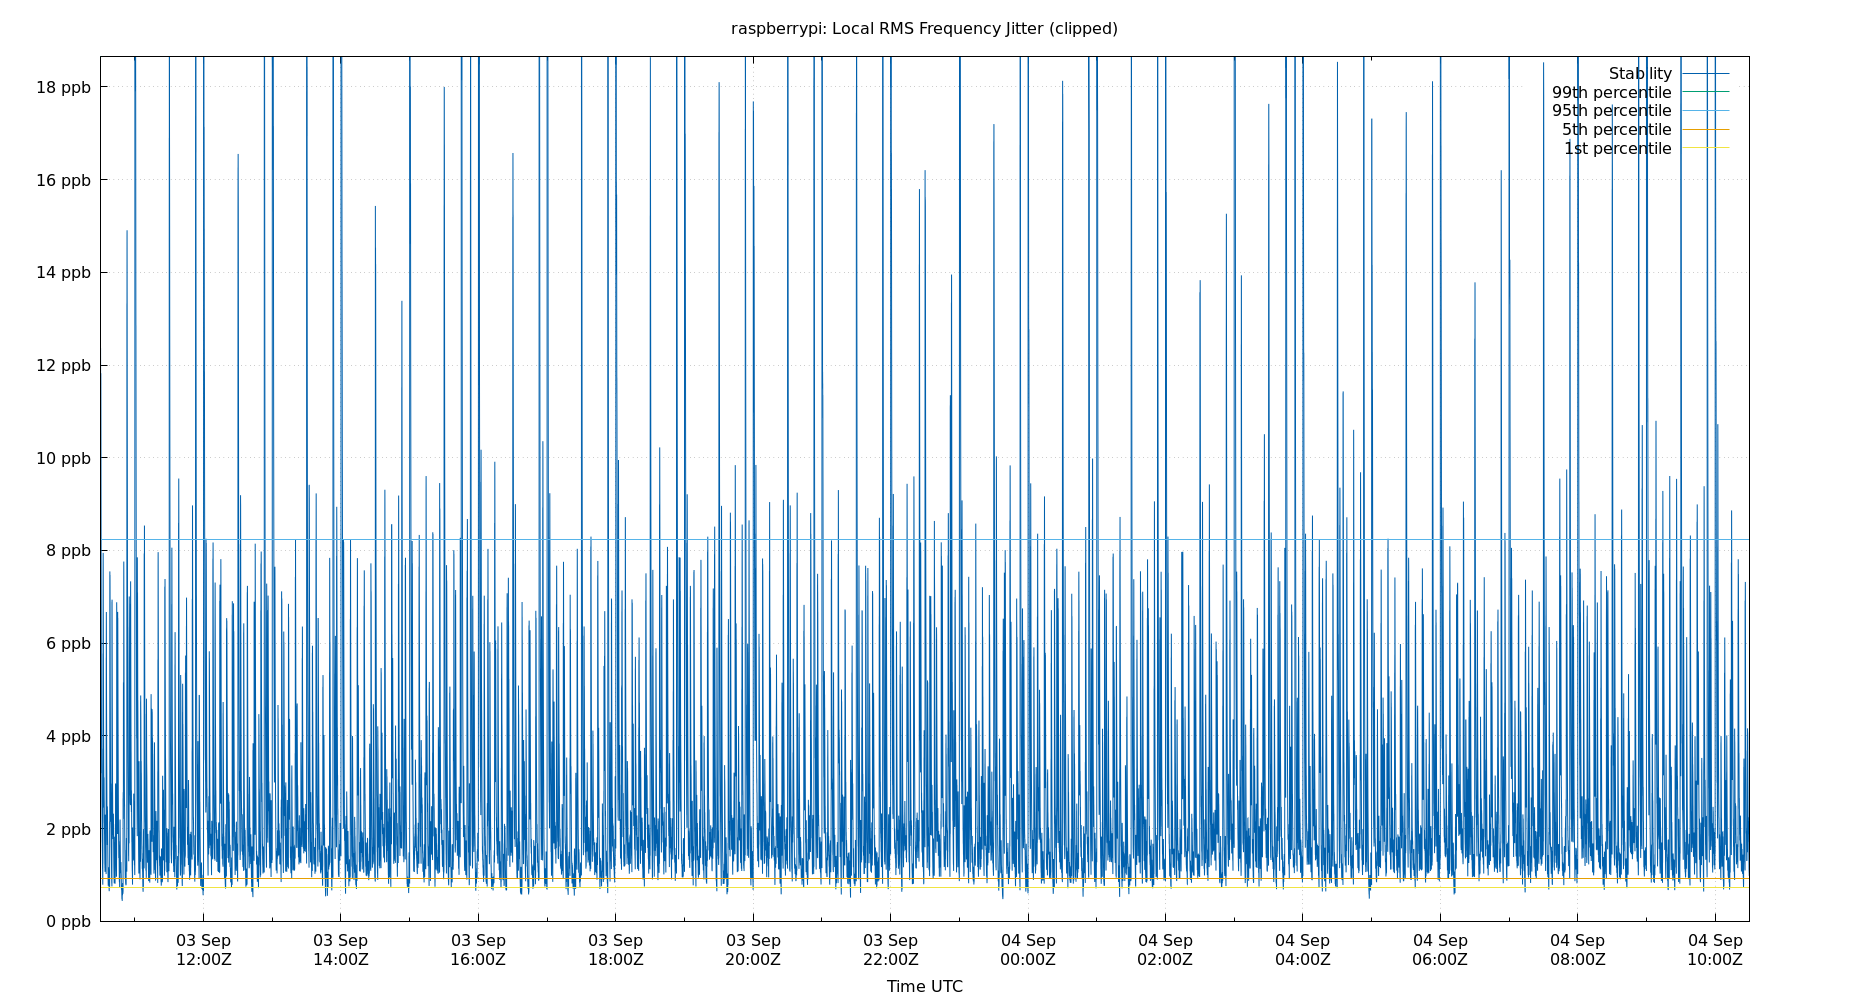 raspberrypi: Local RMS Frequency Jitter (clipped)
18 ppb
16 ppb
14 ppb
12 ppb
10 ppb
8 ppb
6 ppb
4 ppb
2 ppb
0 ppb
Stability
99th percentile
95th percentile
5th percentile
1st percentile
03 Sep 03 Sep 03 Sep 03 Sep 03 Sep 03 Sep 04 Sep 04 Sep 04 Sep 04 Sep 04 Sep 04 Sep
12:00Z 14:00Z 16:00Z 18:00Z 20:00Z 22:00Z 00:00Z 02:00Z 04:00Z 06:00Z 08:00Z 10:00Z
Time UTC